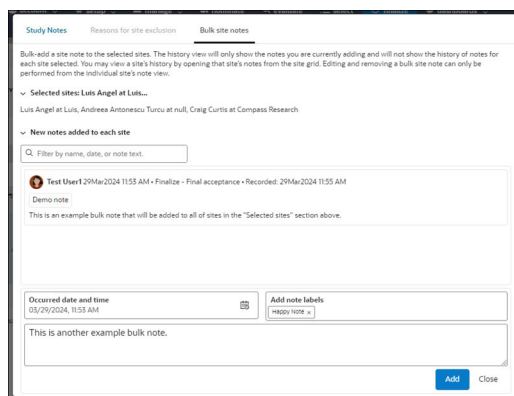 Study Notes Reasons for site exclusion Bulk site notes
Bulk-add a site note to the selected sites. The history view will only show the notes you are currently adding and will not show the history of notes for
each site selected. You may view a site's history by opening that site's notes from the site grid. Editing and removing a bulk site note can only be
performed from the individual site's note view.
Selected sites: Luis Angel at Luis...
Luis Angel at Luis, Andreea Antonescu Turcu at null, Craig Curtis at Compass Research
New notes added to each site
Filter by name, date, or note text.
Test User1 29Mar2024 11:53 AM • Finalize - Final acceptance • Recorded: 29Mar2024 11:55 AM
Demo note
This is an example bulk note that will be added to all of sites in the "Selected sites" section above.
Occurred date and time
03/29/2024, 11:53 AM
Add note labels
Happy Note x
This is another example bulk note.
Add Close